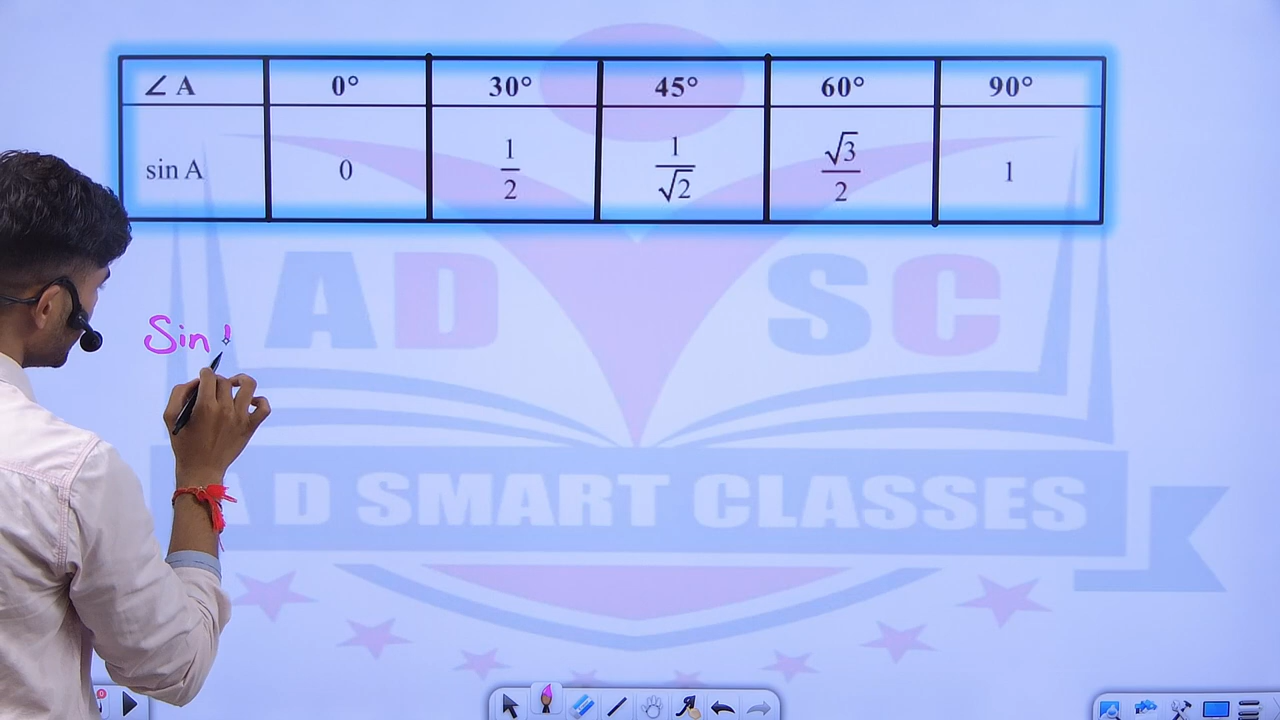 ∠ A 0° 30° 45° 60° 90°
sin A 0 1/2 1/√2 √3/2 1
Sin
AD SC
A D SMART CLASSES